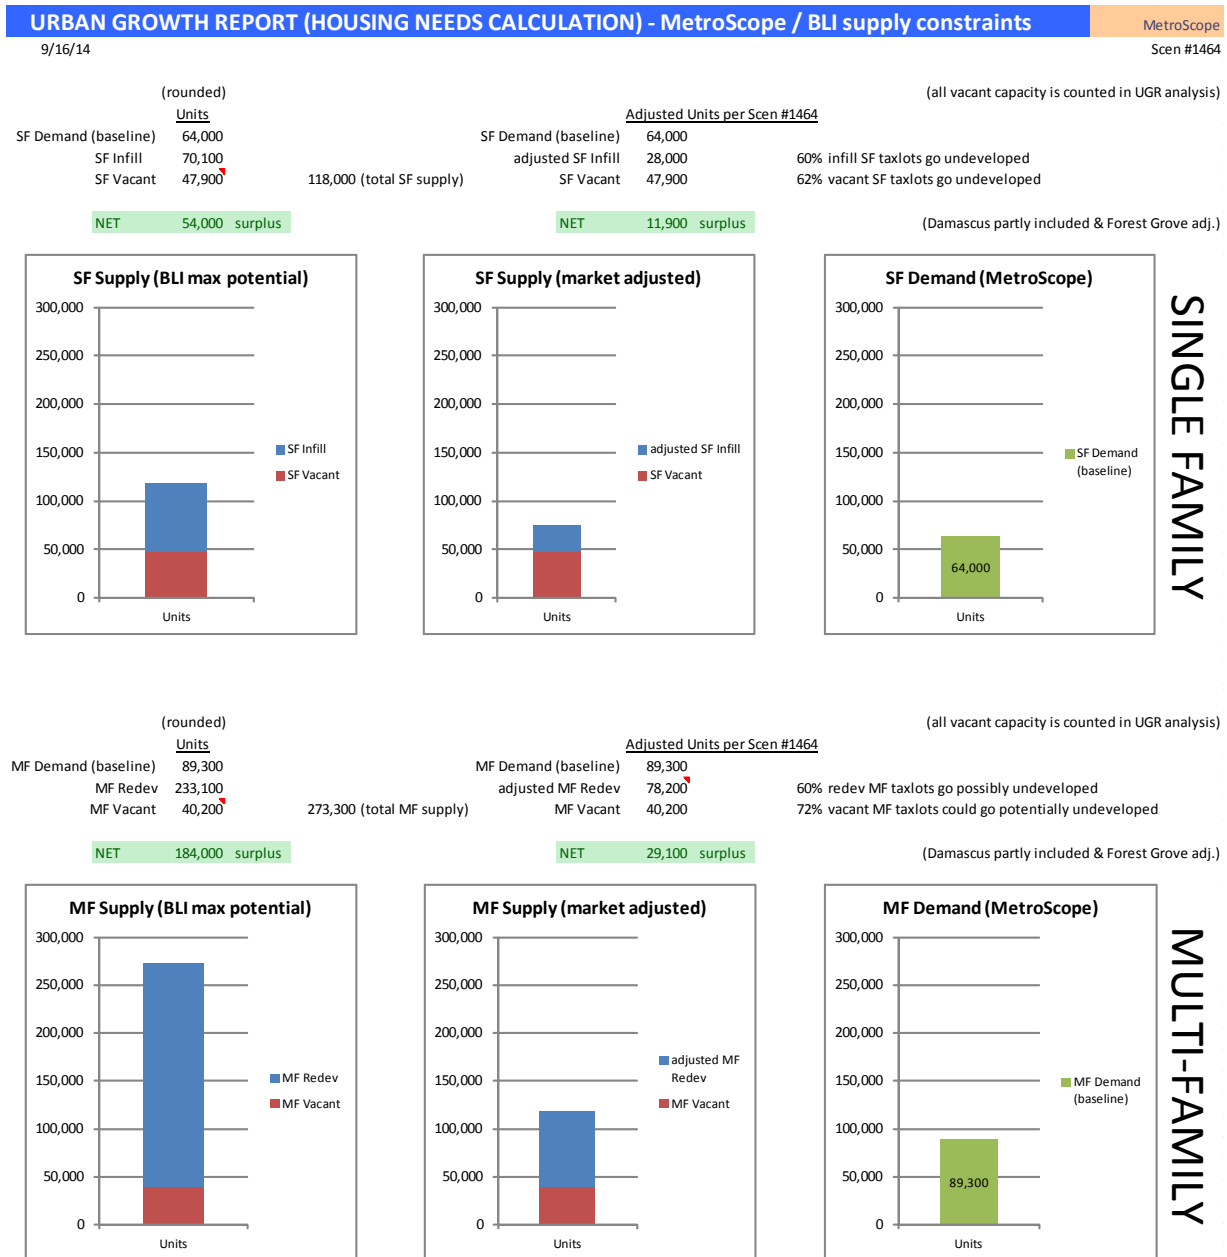 URBAN GROWTH REPORT (HOUSING NEEDS CALCULATION) - MetroScope / BLI supply constraints MetroScope
9/16/14 Scen #1464
(rounded) (all vacant capacity is counted in UGR analysis)
Units Adjusted Units per Scen #1464
SF Demand (baseline) 64,000 SF Demand (baseline) 64,000
SF Infill 70,100 adjusted SF Infill 28,000 60% infill SF taxlots go undeveloped
SF Vacant 47,900 118,000 (total SF supply) SF Vacant 47,900 62% vacant SF taxlots go undeveloped
NET 54,000 surplus NET 11,900 surplus (Damascus partly included & Forest Grove adj.)
SF Supply (BLI max potential)
300,000
250,000
200,000
150,000
100,000
50,000
0
Units
SF Infill
SF Vacant
SF Supply (market adjusted)
300,000
250,000
200,000
150,000
100,000
50,000
0
Units
adjusted SF Infill
SF Vacant
SF Demand (MetroScope)
300,000
250,000
200,000
150,000
100,000
50,000
0
64,000
Units
SF Demand
(baseline)
SINGLE FAMILY
(rounded) (all vacant capacity is counted in UGR analysis)
Units Adjusted Units per Scen #1464
MF Demand (baseline) 89,300 MF Demand (baseline) 89,300
MF Redev 233,100 adjusted MF Redev 78,200 60% redev MF taxlots go possibly undeveloped
MF Vacant 40,200 273,300 (total MF supply) MF Vacant 40,200 72% vacant MF taxlots could go potentially undeveloped
NET 184,000 surplus NET 29,100 surplus (Damascus partly included & Forest Grove adj.)
MF Supply (BLI max potential)
300,000
250,000
200,000
150,000
100,000
50,000
0
Units
MF Redev
MF Vacant
MF Supply (market adjusted)
300,000
250,000
200,000
150,000
100,000
50,000
0
Units
adjusted MF
Redev
MF Vacant
MF Demand (MetroScope)
300,000
250,000
200,000
150,000
100,000
50,000
0
89,300
Units
MF Demand
(baseline)
MULTI-FAMILY